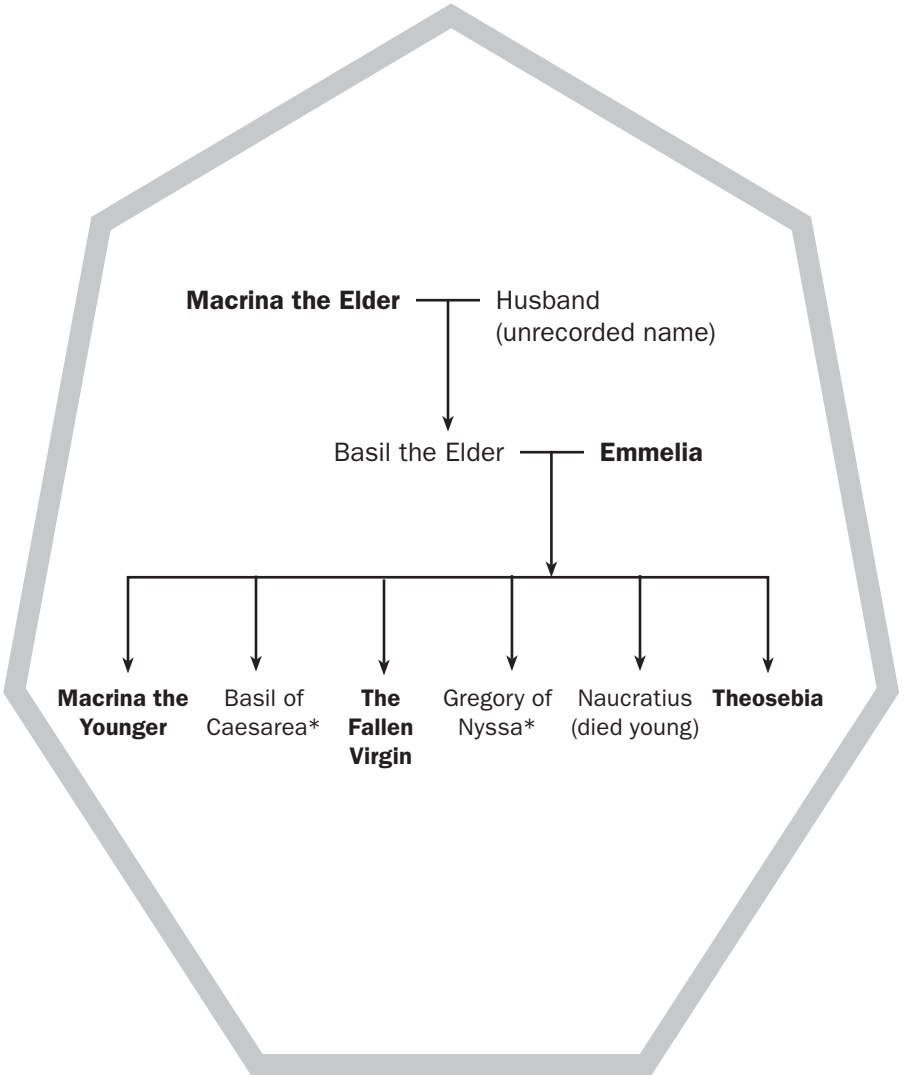 Macrina the Elder
Husband
(unrecorded name)
Basil the Elder
Emmelia
Macrina the
Younger
Basil of
Caesarea*
The
Fallen
Virgin
Gregory of
Nyssa*
Naucratius
(died young)
Theosebia